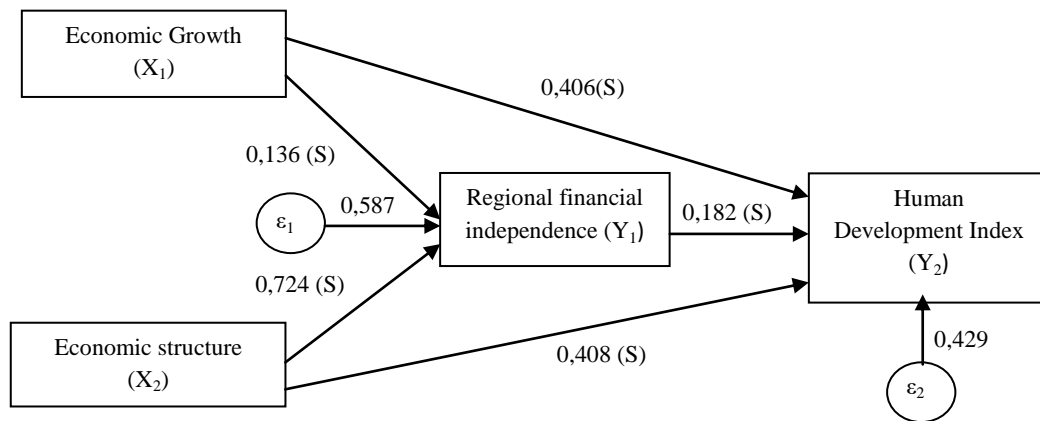 Economic Growth
(X₁)
0,406(S)
0,136 (S)
Regional financial
independence (Y₁)
ε₁
0,587
0,182 (S)
Human
Development Index
(Y₂)
0,724 (S)
Economic structure
(X₂)
0,408 (S)
0,429
ε₂